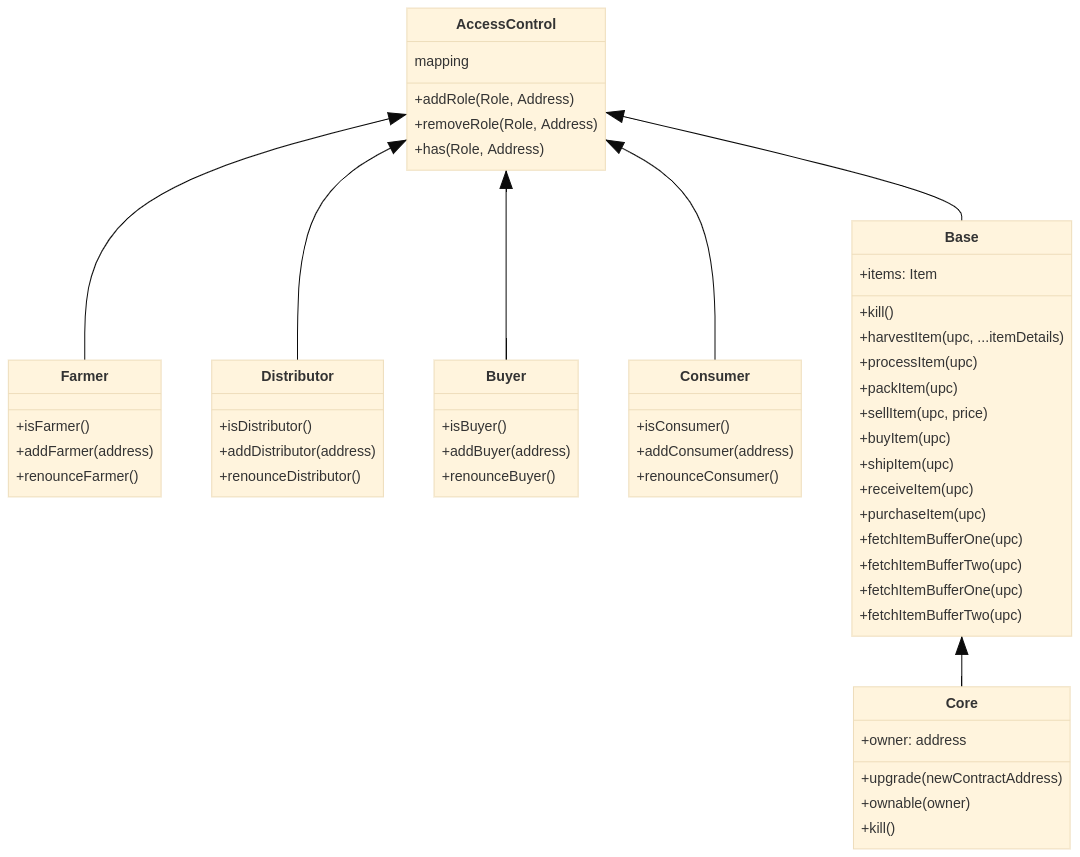 AccessControl
mapping
+addRole(Role, Address)
+removeRole(Role, Address)
+has(Role, Address)
Farmer
+isFarmer()
+addFarmer(address)
+renounceFarmer()
Distributor
+isDistributor()
+addDistributor(address)
+renounceDistributor()
Buyer
+isBuyer()
+addBuyer(address)
+renounceBuyer()
Consumer
+isConsumer()
+addConsumer(address)
+renounceConsumer()
Base
+items: Item
+kill()
+harvestItem(upc, ...itemDetails)
+processItem(upc)
+packItem(upc)
+sellItem(upc, price)
+buyItem(upc)
+shipItem(upc)
+receiveItem(upc)
+purchaseItem(upc)
+fetchItemBufferOne(upc)
+fetchItemBufferTwo(upc)
+fetchItemBufferOne(upc)
+fetchItemBufferTwo(upc)
Core
+owner: address
+upgrade(newContractAddress)
+ownable(owner)
+kill()